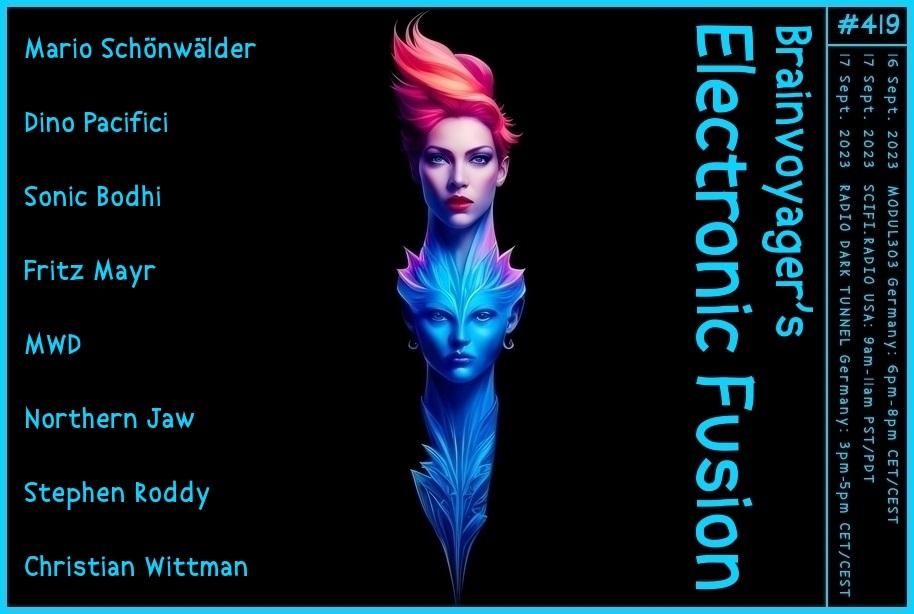 Mario Schönwälder
Dino Pacifici
Sonic Bodhi
Fritz Mayr
MWD
Northern Jaw
Stephen Roddy
Christian Wittman
Brainvoyager's
Electronic Fusion
#419
16 Sept. 2023 MODUL303 Germany: 6pm-8pm CET/CEST
17 Sept. 2023 SCIFI.RADIO USA: 9am-11am PST/PDT
17 Sept. 2023 RADIO DARK TUNNEL Germany: 3pm-5pm CET/CEST